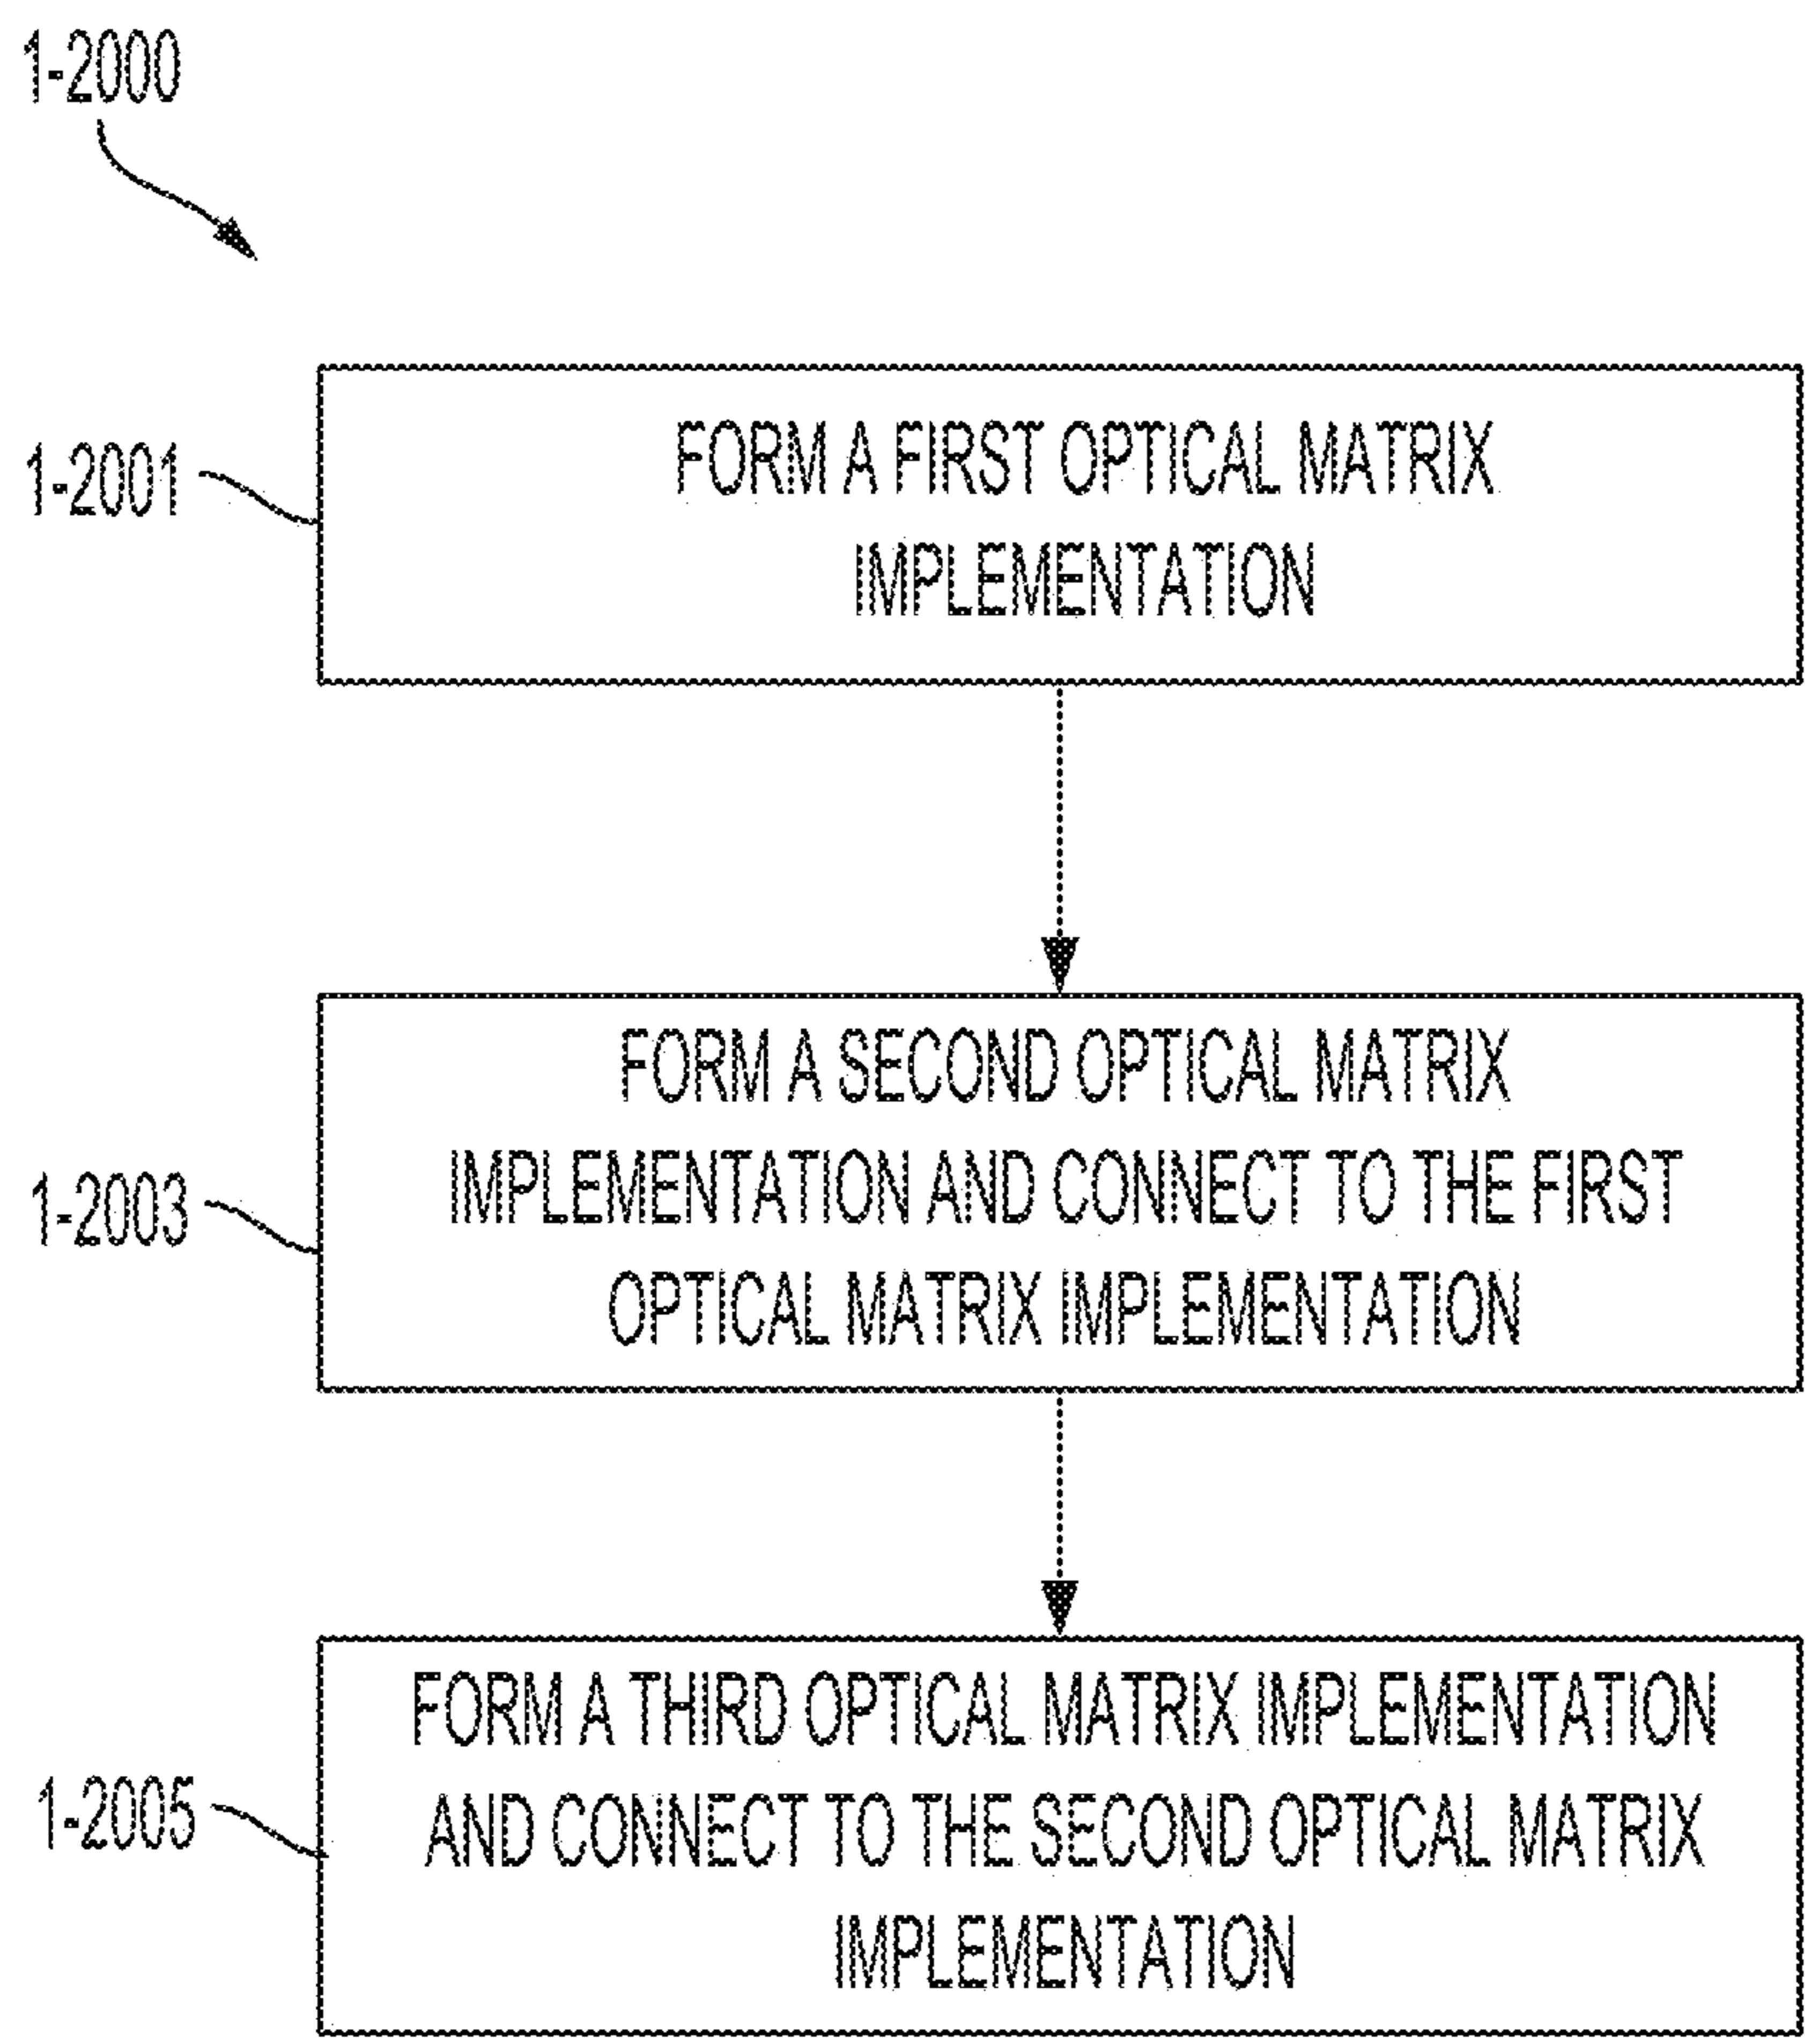 1-2000
1-2001
FORM A FIRST OPTICAL MATRIX
IMPLEMENTATION
FORM A SECOND OPTICAL MATRIX
1-2003
IMPLEMENTATION AND CONNECT TO THE FIRST
OPTICAL MATRIX IMPLEMENTATION
FORM A THIRD OPTICAL MATRIX IMPLEMENTATION
1-2005
AND CONNECT TO THE SECOND OPTICAL MATRIX
IMPLEMENTATION